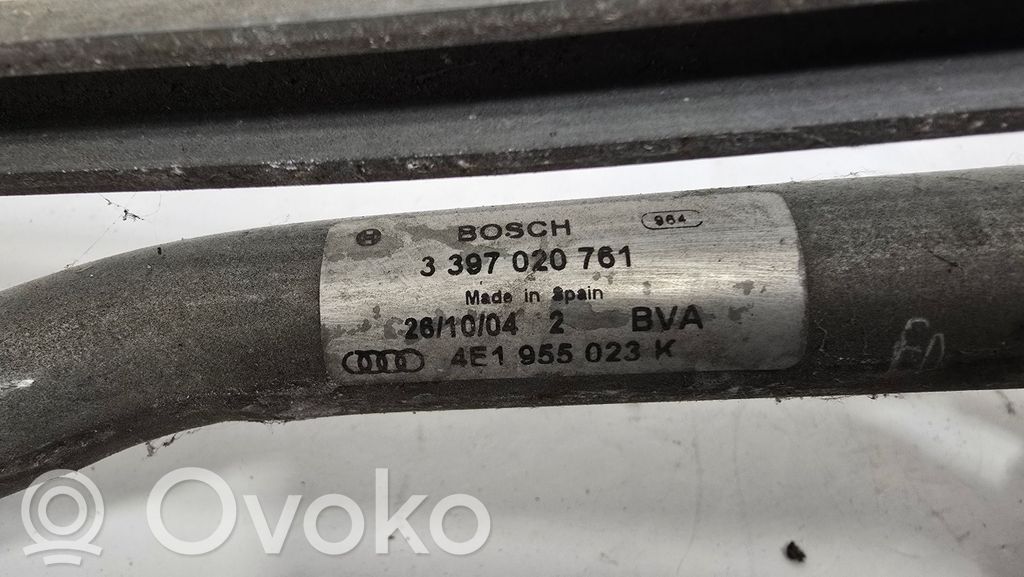 BOSCH 964
3 397 020 761
Made in Spain
26/10/04 2 BVA
4E1 955 023 K
Ovoko